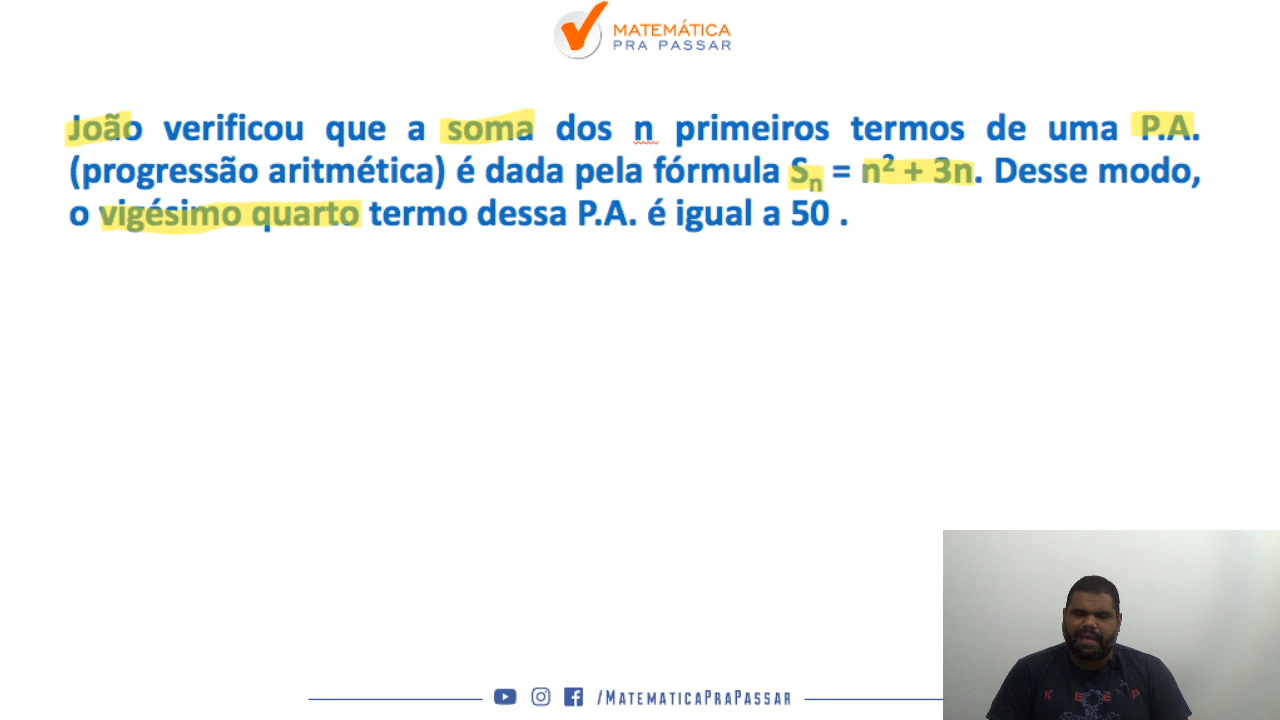 MATEMÁTICA
PRA PASSAR
João verificou que a soma dos n primeiros termos de uma P.A.
(progressão aritmética) é dada pela fórmula Sₙ = n² + 3n. Desse modo,
o vigésimo quarto termo dessa P.A. é igual a 50 .
K E E P
/MATEMATICAPRAPASSAR